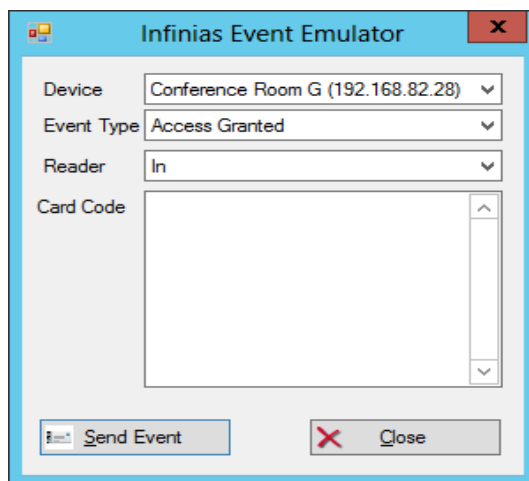 Infinias Event Emulator
x
Device Conference Room G (192.168.82.28)
Event Type Access Granted
Reader In
Card Code
Send Event Close